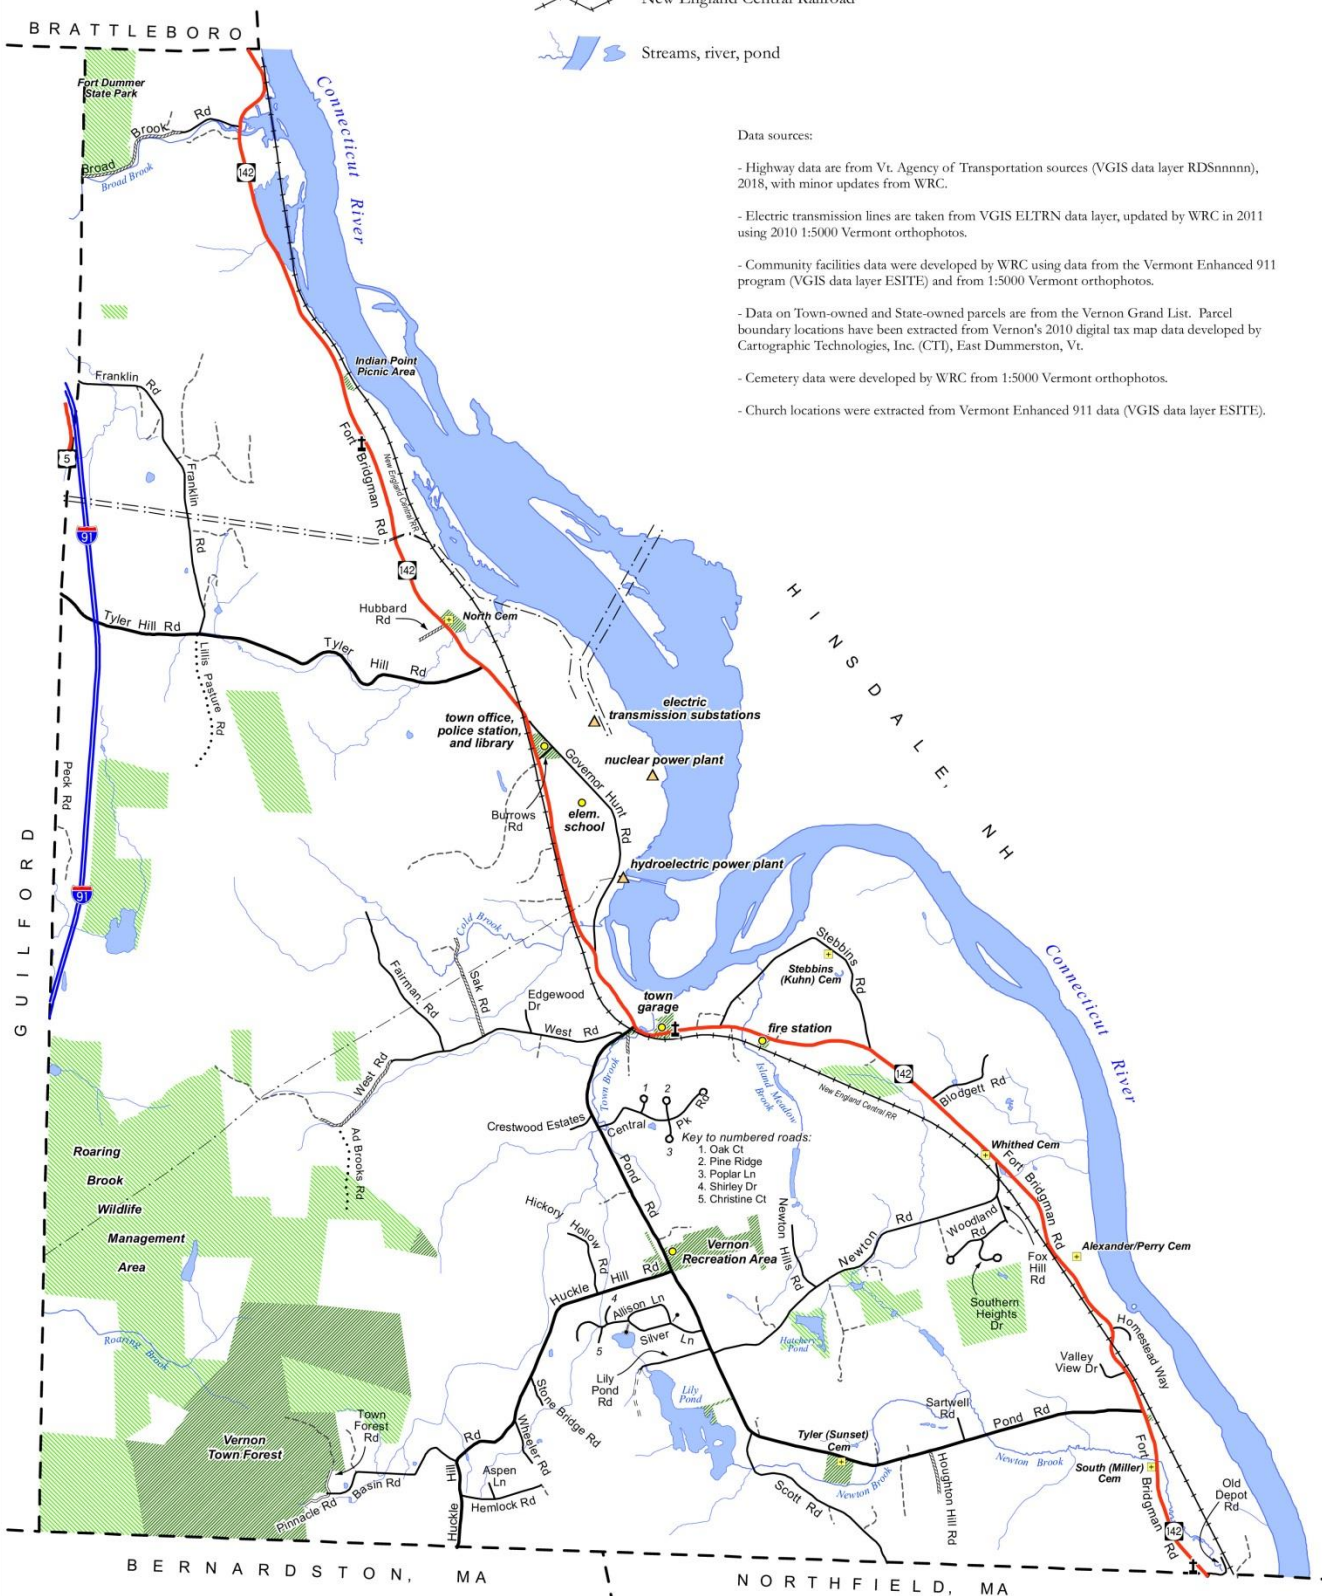 New England Central Railroad
Streams, river, pond
Data sources:
- Highway data are from Vt. Agency of Transportation sources (VGIS data layer RDSnnnnn),
2018, with minor updates from WRC.
- Electric transmission lines are taken from VGIS ELTRN data layer, updated by WRC in 2011
using 2010 1:5000 Vermont orthophotos.
- Community facilities data were developed by WRC using data from the Vermont Enhanced 911
program (VGIS data layer ESITE) and from 1:5000 Vermont orthophotos.
- Data on Town-owned and State-owned parcels are from the Vernon Grand List. Parcel
boundary locations have been extracted from Vernon's 2010 digital tax map data developed by
Cartographic Technologies, Inc. (CTI), East Dummerston, Vt.
- Cemetery data were developed by WRC from 1:5000 Vermont orthophotos.
- Church locations were extracted from Vermont Enhanced 911 data (VGIS data layer ESITE).
BRATTLEBORO
Fort Dummer
State Park
Broad Brook Rd
Broad Brook
142
Connecticut River
Indian Point
Picnic Area
Franklin Rd
Franklin Rd
5
91
Fort Bridgman Rd
New England Central RR
142
Hubbard
Rd
North Cem
Tyler Hill Rd
Tyler Hill Rd
Lillis Pasture Rd
HINSDALE, NH
electric
transmission substations
town office,
police station,
and library
nuclear power plant
Governor Hunt Rd
Burrows
Rd
elem.
school
Peck Rd
GUILFORD
91
hydroelectric power plant
Cold Brook
Fairman Rd
Sak Rd
Edgewood
Dr
West Rd
town
garage
Stebbins Rd
Stebbins
(Kuhn) Cem
fire station
Connecticut River
West Rd
Town Brook
Island Meadow
Brook
142
New England Central RR
Blodgett Rd
Ad Brooks Rd
Crestwood Estates
Central Pk Rd
1
2
3
Key to numbered roads:
1. Oak Ct
2. Pine Ridge
3. Poplar Ln
4. Shirley Dr
5. Christine Ct
Whithed Cem
Fort Bridgman Rd
Roaring
Brook
Wildlife
Management
Area
Pond Rd
Hickory Hollow Rd
Newton Hills Rd
Newton Rd
Woodland
Rd
Fox
Hill
Rd
Alexander/Perry Cem
Vernon
Recreation Area
Huckle Hill Rd
Southern
Heights
Dr
4
Allison Ln
Silver Ln
5
Hatchery
Pond
Homestead Way
Valley
View Dr
Roaring Brook
Lily
Pond
Rd
Lily
Pond
Stone Bridge Rd
Wheeler Rd
Sartwell
Rd
Pond Rd
Town
Forest
Rd
Vernon
Town Forest
Tyler (Sunset)
Cem
Newton Brook
Newton Brook
South (Miller)
Cem
Fort Bridgman Rd
Old
Depot
Rd
Aspen
Ln
Hemlock Rd
Basin Rd
Pinnacle Rd
Huckle Hill Rd
Scott Rd
Houghton Hill Rd
142
BERNARDSTON, MA
NORTHFIELD, MA